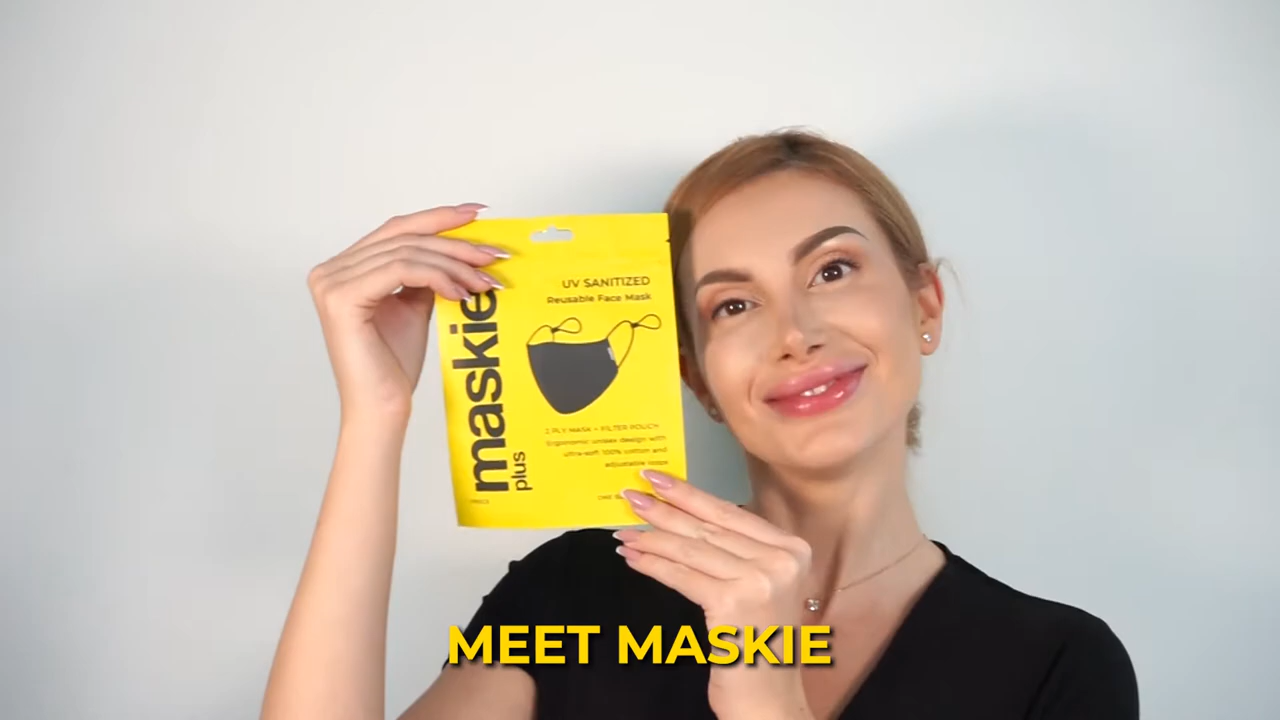 maskie
plus
UV SANITIZED
Reusable Face Mask
2 PLY MASK + FILTER POUCH
Ergonomic unisex design with
ultra-soft 100% cotton and
adjustable loops
ONE
MEET MASKIE